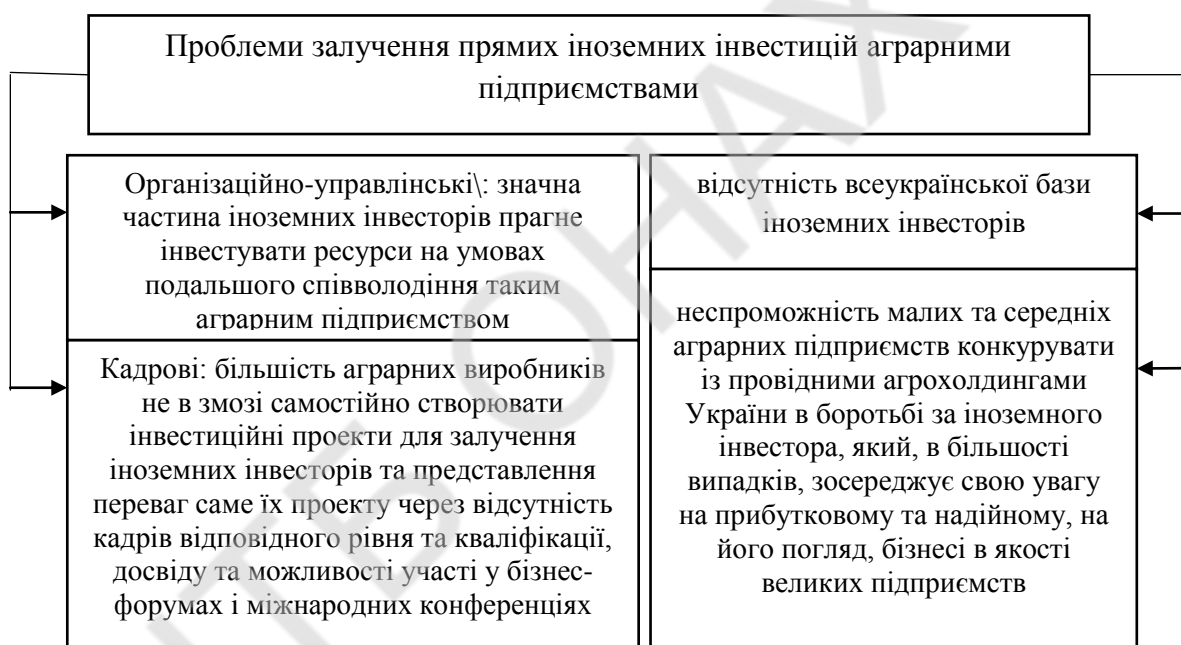 Проблеми залучення прямих іноземних інвестицій аграрними
підприємствами
Організаційно-управлінські\: значна
частина іноземних інвесторів прагне
інвестувати ресурси на умовах
подальшого співволодіння таким
аграрним підприємством
Кадрові: більшість аграрних виробників
не в змозі самостійно створювати
інвестиційні проекти для залучення
іноземних інвесторів та представлення
переваг саме їх проекту через відсутність
кадрів відповідного рівня та кваліфікації,
досвіду та можливості участі у бізнес-
форумах і міжнародних конференціях
відсутність всеукраїнської бази
іноземних інвесторів
неспроможність малих та середніх
аграрних підприємств конкурувати
із провідними агрохолдингами
України в боротьбі за іноземного
інвестора, який, в більшості
випадків, зосереджує свою увагу
на прибутковому та надійному, на
його погляд, бізнесі в якості
великих підприємств
ТБ ОНАХ